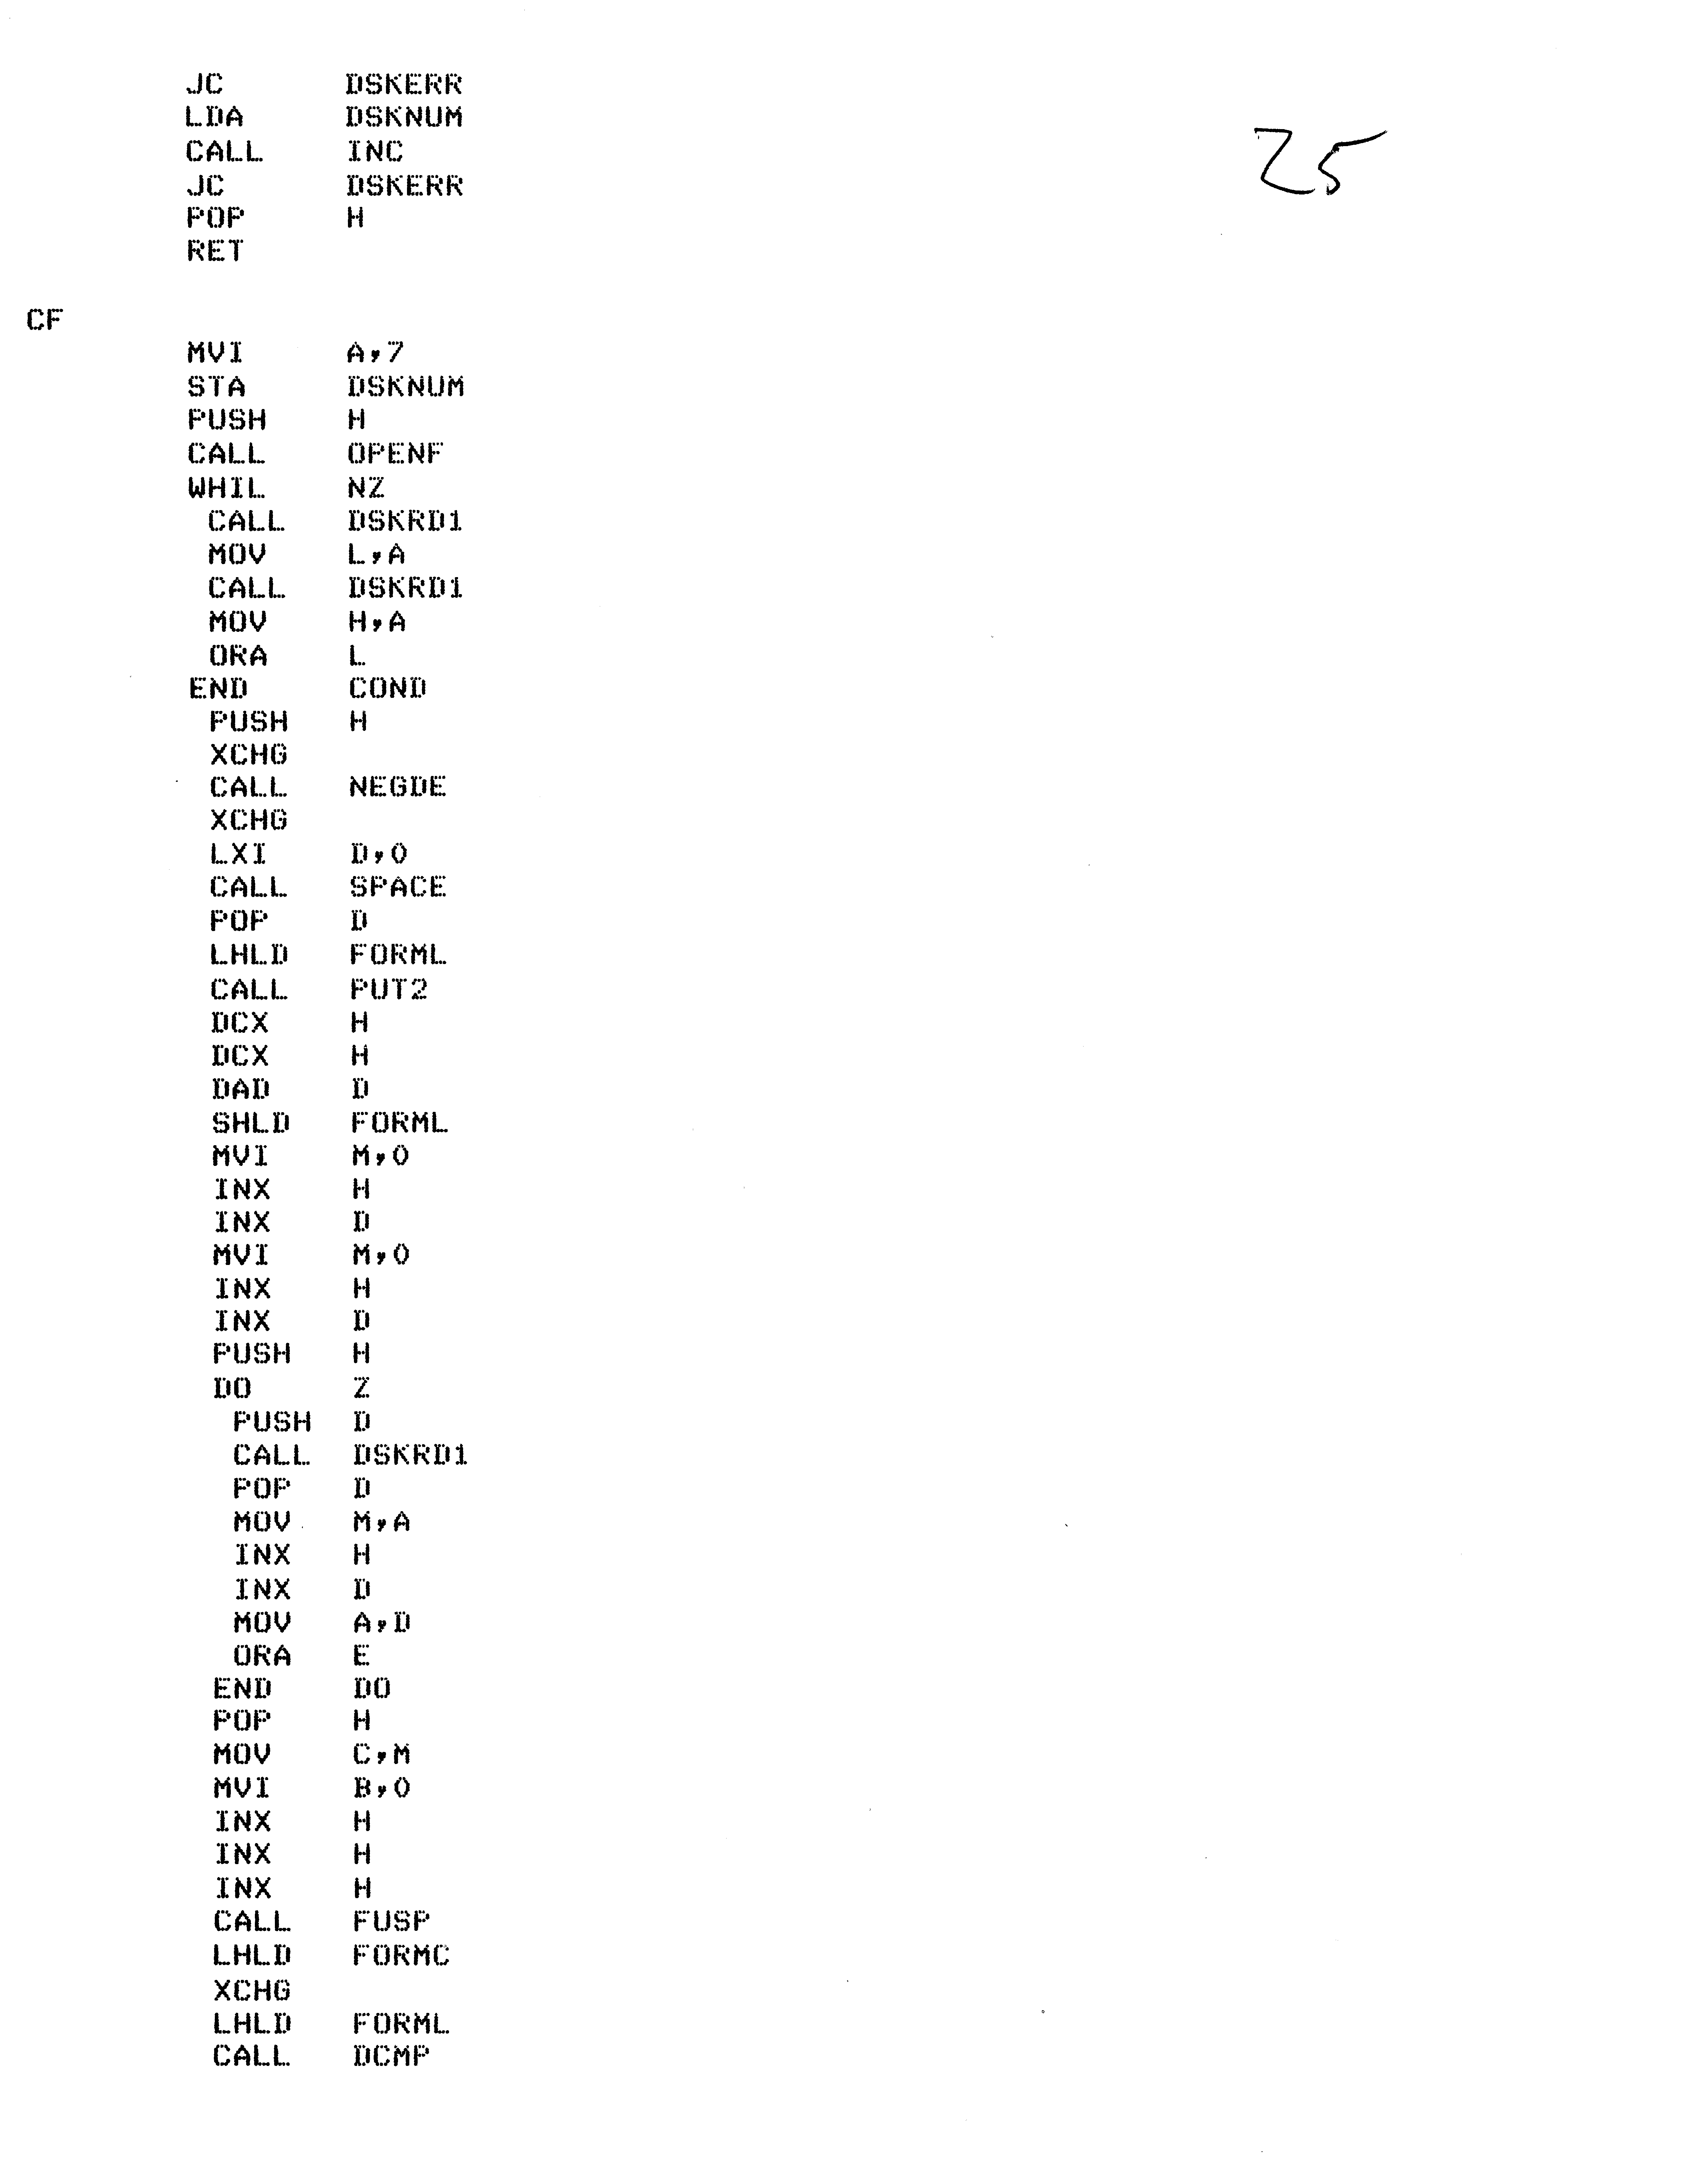 JC DSKERR
LDA DSKNUM
25
CALL INC
JC DSKERR
POP H
RET
CF
MVI A,7
STA DSKNUM
PUSH H
CALL OPENF
WHIL NZ
CALL DSKRD1
MOV L,A
CALL DSKRD1
MOV H,A
ORA L
END COND
PUSH H
XCHG
CALL NEGDE
XCHG
LXI D,0
CALL SPACE
POP D
LHLD FORML
CALL PUT2
DCX H
DCX H
DAD D
SHLD FORML
MVI M,0
INX H
INX D
MVI M,0
INX H
INX D
PUSH H
DO Z
PUSH D
CALL DSKRD1
POP D
MOV M,A
INX H
INX D
MOV A,D
ORA E
END DO
POP H
MOV C,M
MVI B,0
INX H
INX H
INX H
CALL FUSP
LHLD FORMC
XCHG
LHLD FORML
CALL DCMP